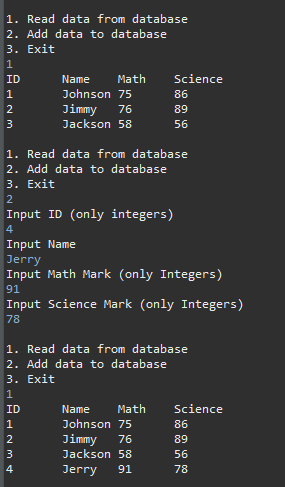 1. Read data from database
2. Add data to database
3. Exit
1
ID Name Math Science
1 Johnson 75 86
2 Jimmy 76 89
3 Jackson 58 56
1. Read data from database
2. Add data to database
3. Exit
2
Input ID (only integers)
4
Input Name
Jerry
Input Math Mark (only Integers)
91
Input Science Mark (only Integers)
78
1. Read data from database
2. Add data to database
3. Exit
1
ID Name Math Science
1 Johnson 75 86
2 Jimmy 76 89
3 Jackson 58 56
4 Jerry 91 78